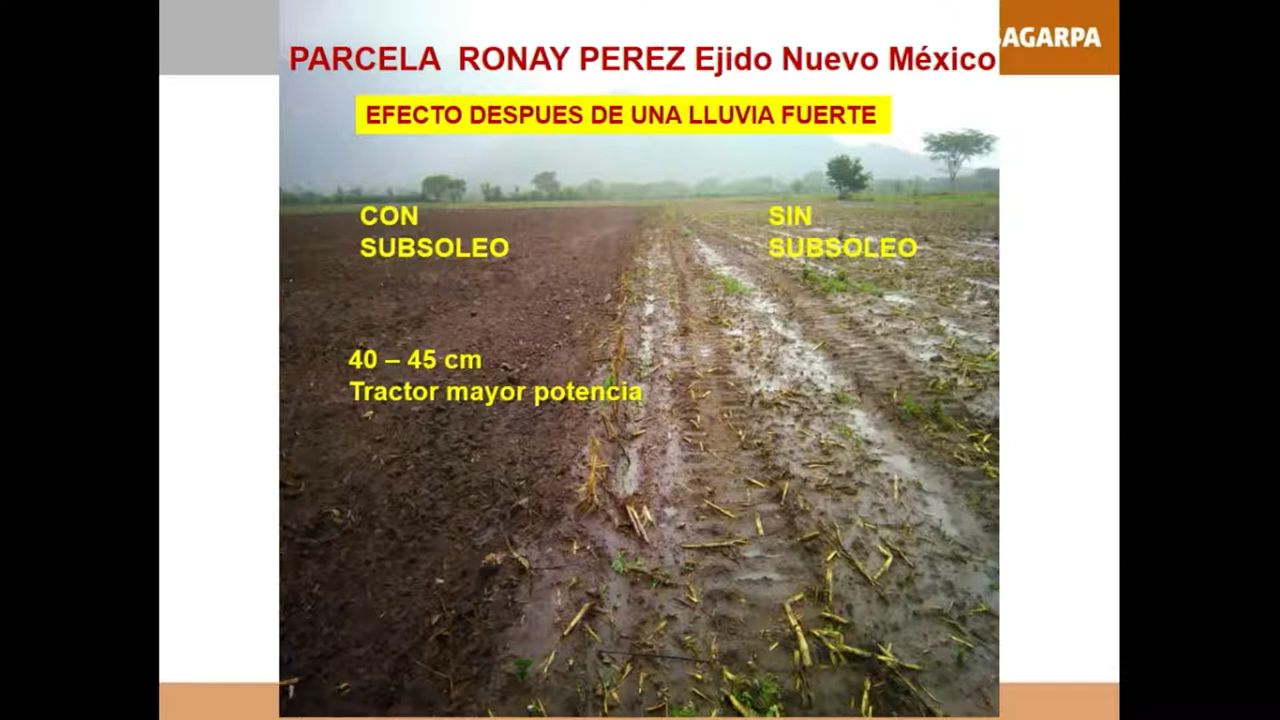 PARCELA RONAY PEREZ Ejido Nuevo México
SAGARPA
EFECTO DESPUES DE UNA LLUVIA FUERTE
CON
SUBSOLEO
SIN
SUBSOLEO
40 – 45 cm
Tractor mayor potencia